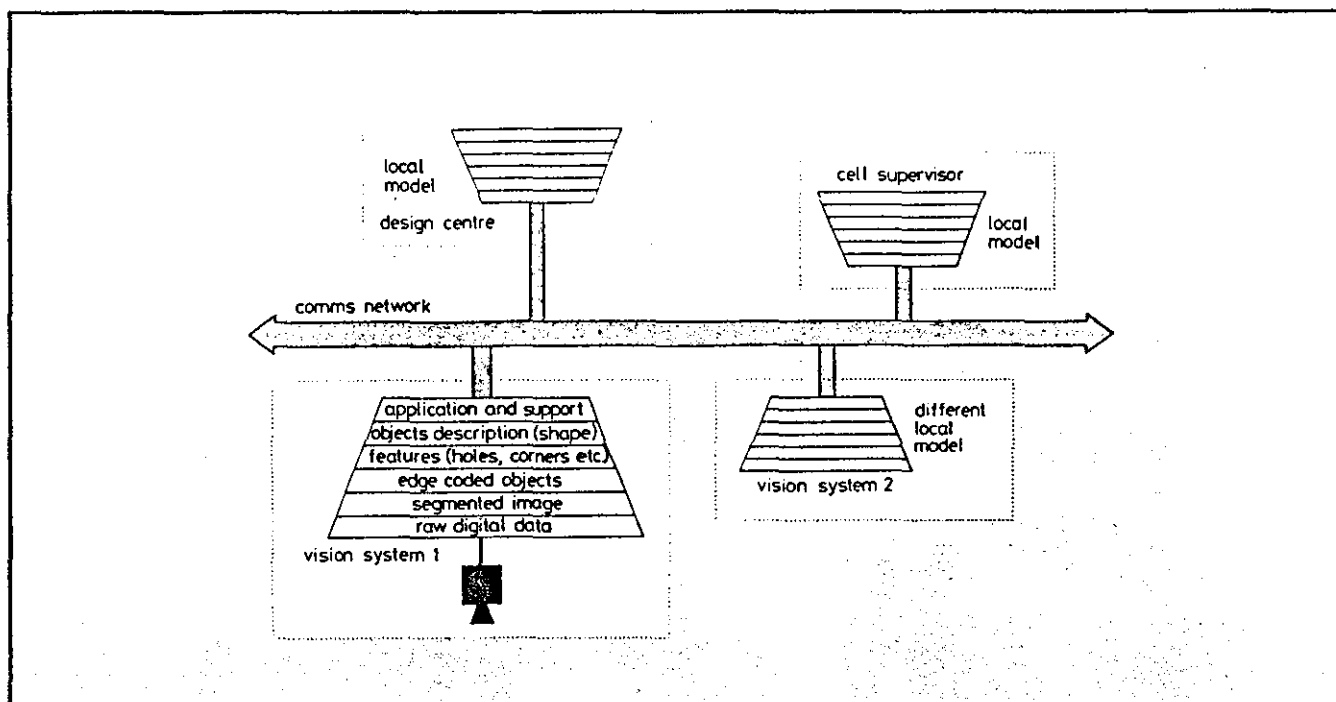 local
model
design centre
cell supervisor
local
model
comms network
application and support
objects description (shape)
features (holes, corners etc.)
edge coded objects
segmented image
raw digital data
vision system 1
different
local
model
vision system 2